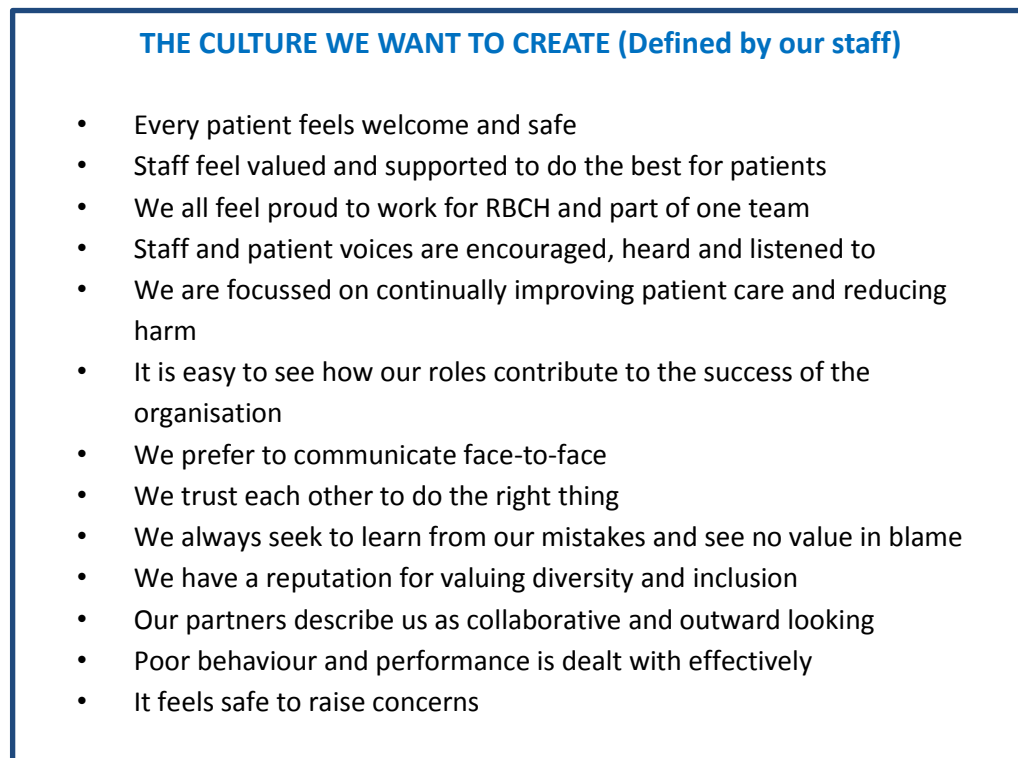 THE CULTURE WE WANT TO CREATE (Defined by our staff)
• Every patient feels welcome and safe
• Staff feel valued and supported to do the best for patients
• We all feel proud to work for RBCH and part of one team
• Staff and patient voices are encouraged, heard and listened to
• We are focussed on continually improving patient care and reducing
harm
• It is easy to see how our roles contribute to the success of the
organisation
• We prefer to communicate face-to-face
• We trust each other to do the right thing
• We always seek to learn from our mistakes and see no value in blame
• We have a reputation for valuing diversity and inclusion
• Our partners describe us as collaborative and outward looking
• Poor behaviour and performance is dealt with effectively
• It feels safe to raise concerns